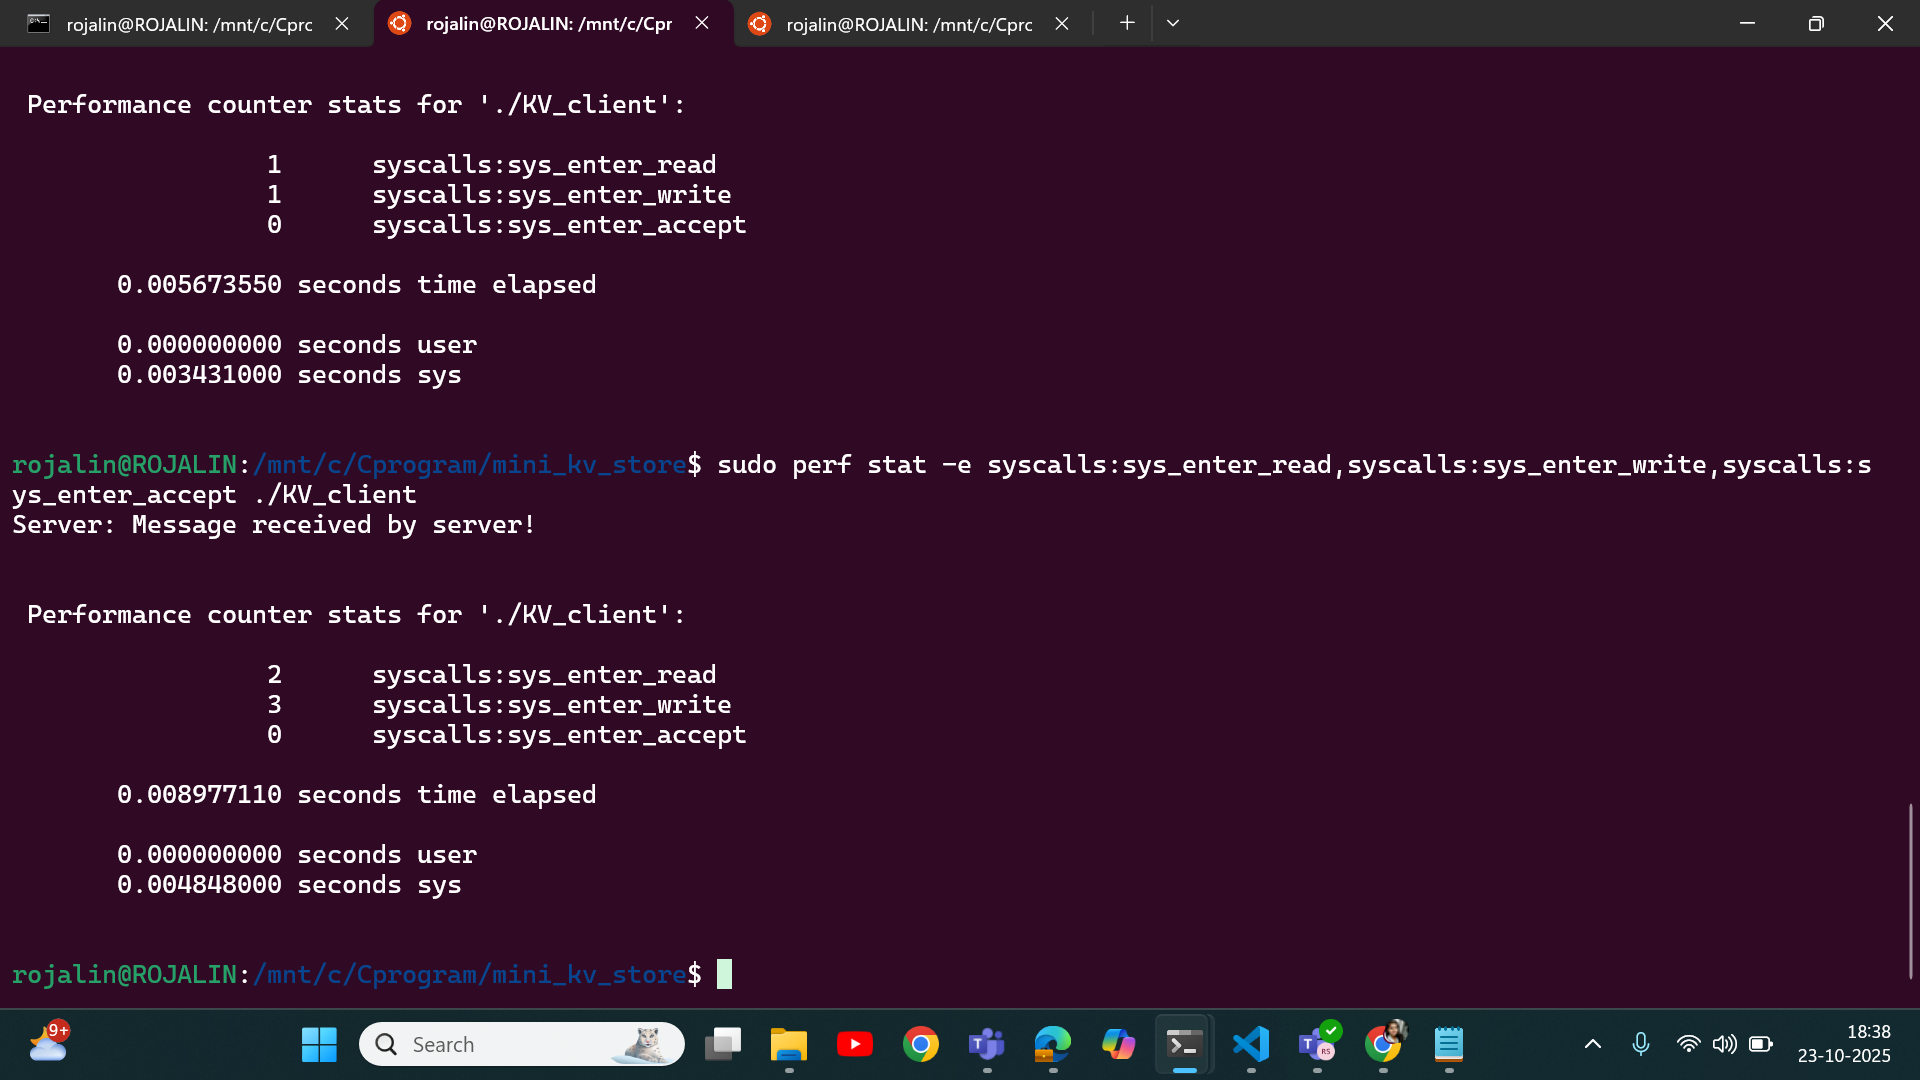 rojalin@ROJALIN: /mnt/c/Cprc
rojalin@ROJALIN: /mnt/c/Cpr
rojalin@ROJALIN: /mnt/c/Cprc
Performance counter stats for './KV_client':
1 syscalls:sys_enter_read
1 syscalls:sys_enter_write
0 syscalls:sys_enter_accept
0.005673550 seconds time elapsed
0.000000000 seconds user
0.003431000 seconds sys
rojalin@ROJALIN:/mnt/c/Cprogram/mini_kv_store$ sudo perf stat -e syscalls:sys_enter_read,syscalls:sys_enter_write,syscalls:s
ys_enter_accept ./KV_client
Server: Message received by server!
Performance counter stats for './KV_client':
2 syscalls:sys_enter_read
3 syscalls:sys_enter_write
0 syscalls:sys_enter_accept
0.008977110 seconds time elapsed
0.000000000 seconds user
0.004848000 seconds sys
rojalin@ROJALIN:/mnt/c/Cprogram/mini_kv_store$
9+
Search
RS
18:38
23-10-2025